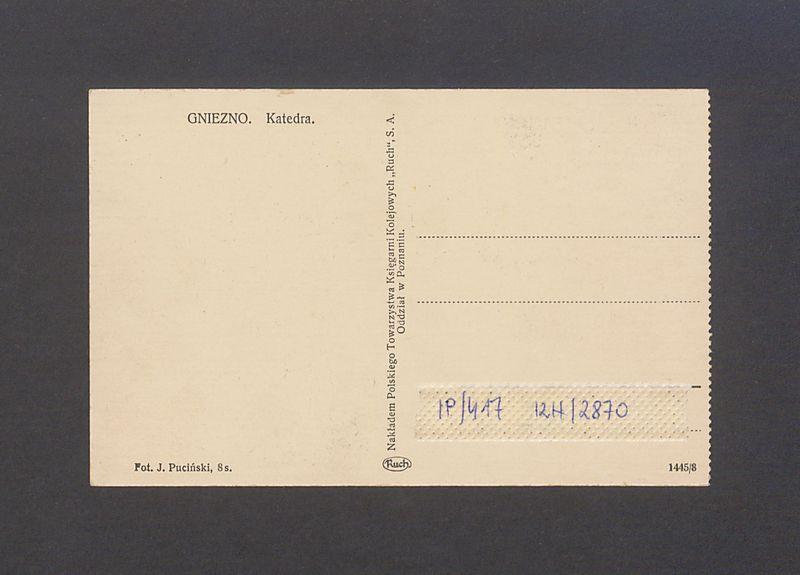 GNIEZNO. Katedra.
Nakładem Polskiego Towarzystwa Księgarni Kolejowych „Ruch“, S. A.
Oddział w Poznaniu.
IP/417 12H/2870
Fot. J. Puciński, 8 s.
Ruch
1445/8